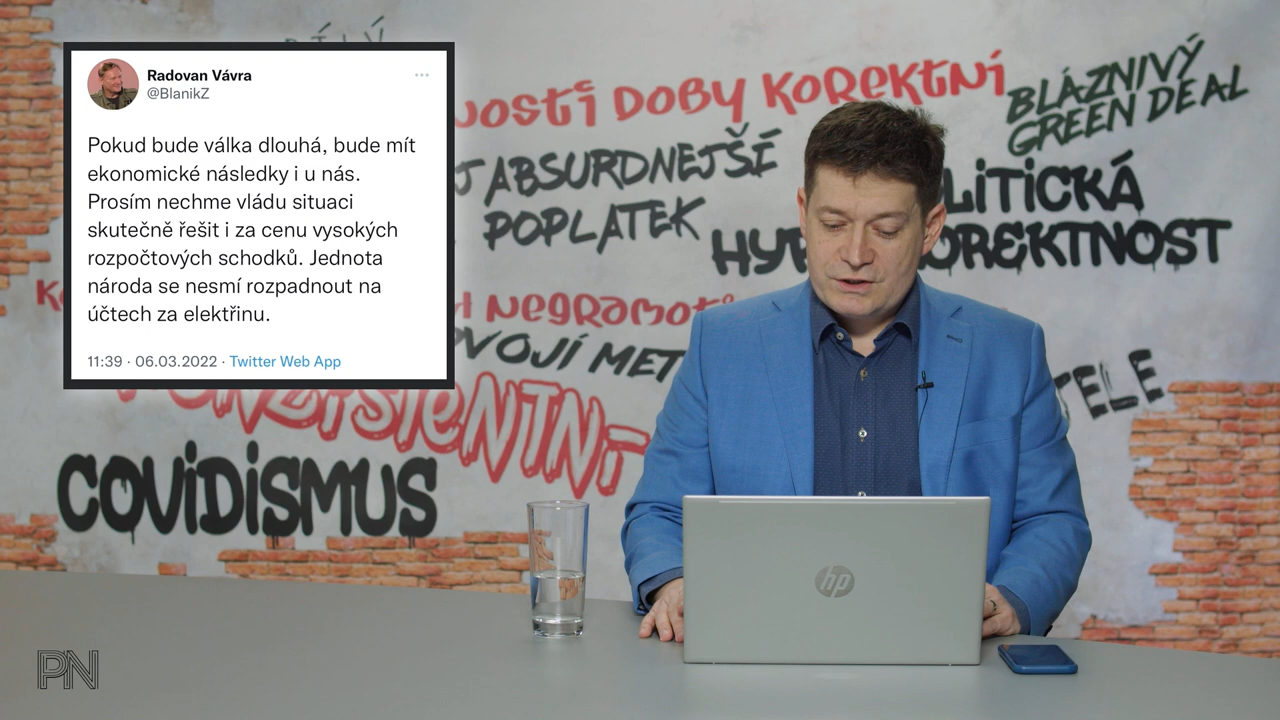 Radovan Vávra
@BlanikZ
Pokud bude válka dlouhá, bude mít
ekonomické následky i u nás.
Prosím nechme vládu situaci
skutečně řešit i za cenu vysokých
rozpočtových schodků. Jednota
národa se nesmí rozpadnout na
účtech za elektřinu.
11:39 · 06.03.2022 · Twitter Web App
DOBY KOREKTNÍ
BLÁZNIVÝ
GREEN DEAL
ABSURDNEJŠÍ
POPLATEK
COVIDISMUS
hp
PN